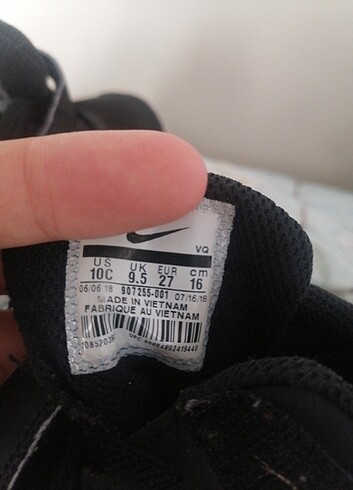 VQ
US UK EUR cm
10C 9.5 27 16
06/06/18 907255-001 07/16/18
MADE IN VIETNAM
FABRIQUE AU VIETNAM